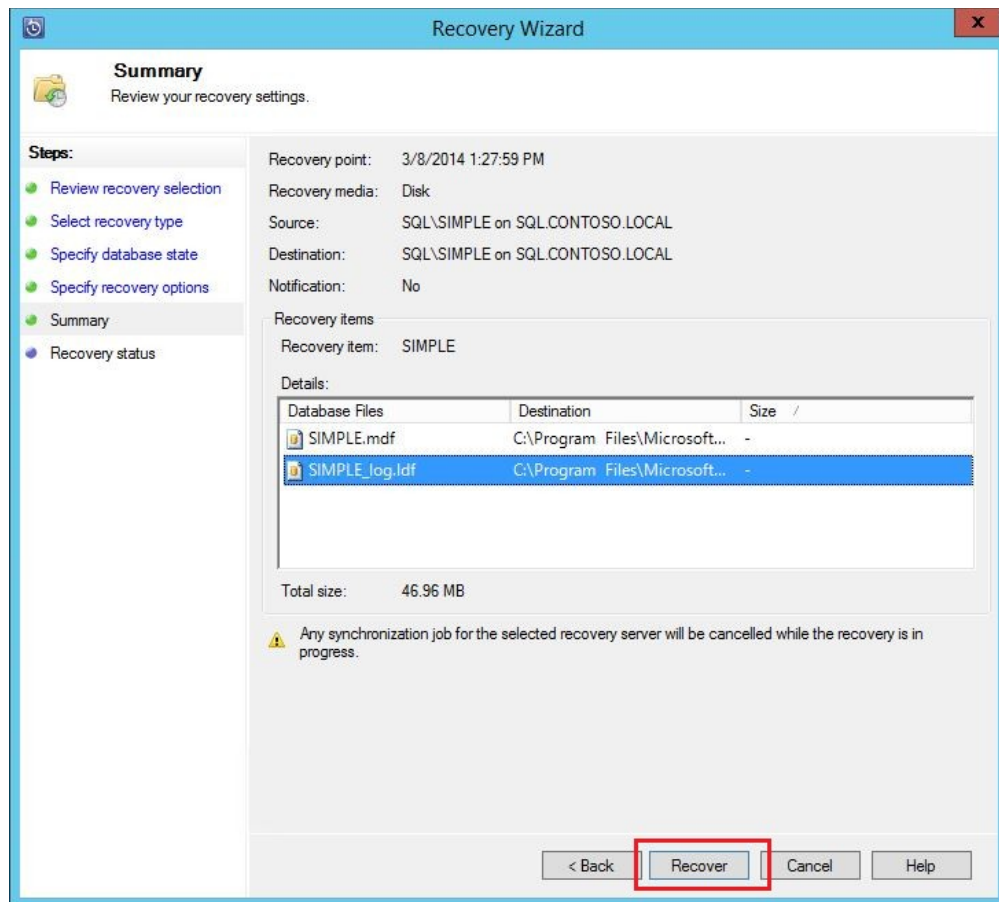 Recovery Wizard
x
Summary
Review your recovery settings.
Steps:
Review recovery selection
Select recovery type
Specify database state
Specify recovery options
Summary
Recovery status
Recovery point: 3/8/2014 1:27:59 PM
Recovery media: Disk
Source: SQL\SIMPLE on SQL.CONTOSO.LOCAL
Destination: SQL\SIMPLE on SQL.CONTOSO.LOCAL
Notification: No
Recovery items
Recovery item: SIMPLE
Details:
Database Files Destination Size /
SIMPLE.mdf C:\Program Files\Microsoft... -
SIMPLE_log.ldf C:\Program Files\Microsoft... -
Total size: 46.96 MB
Any synchronization job for the selected recovery server will be cancelled while the recovery is in
progress.
< Back Recover Cancel Help